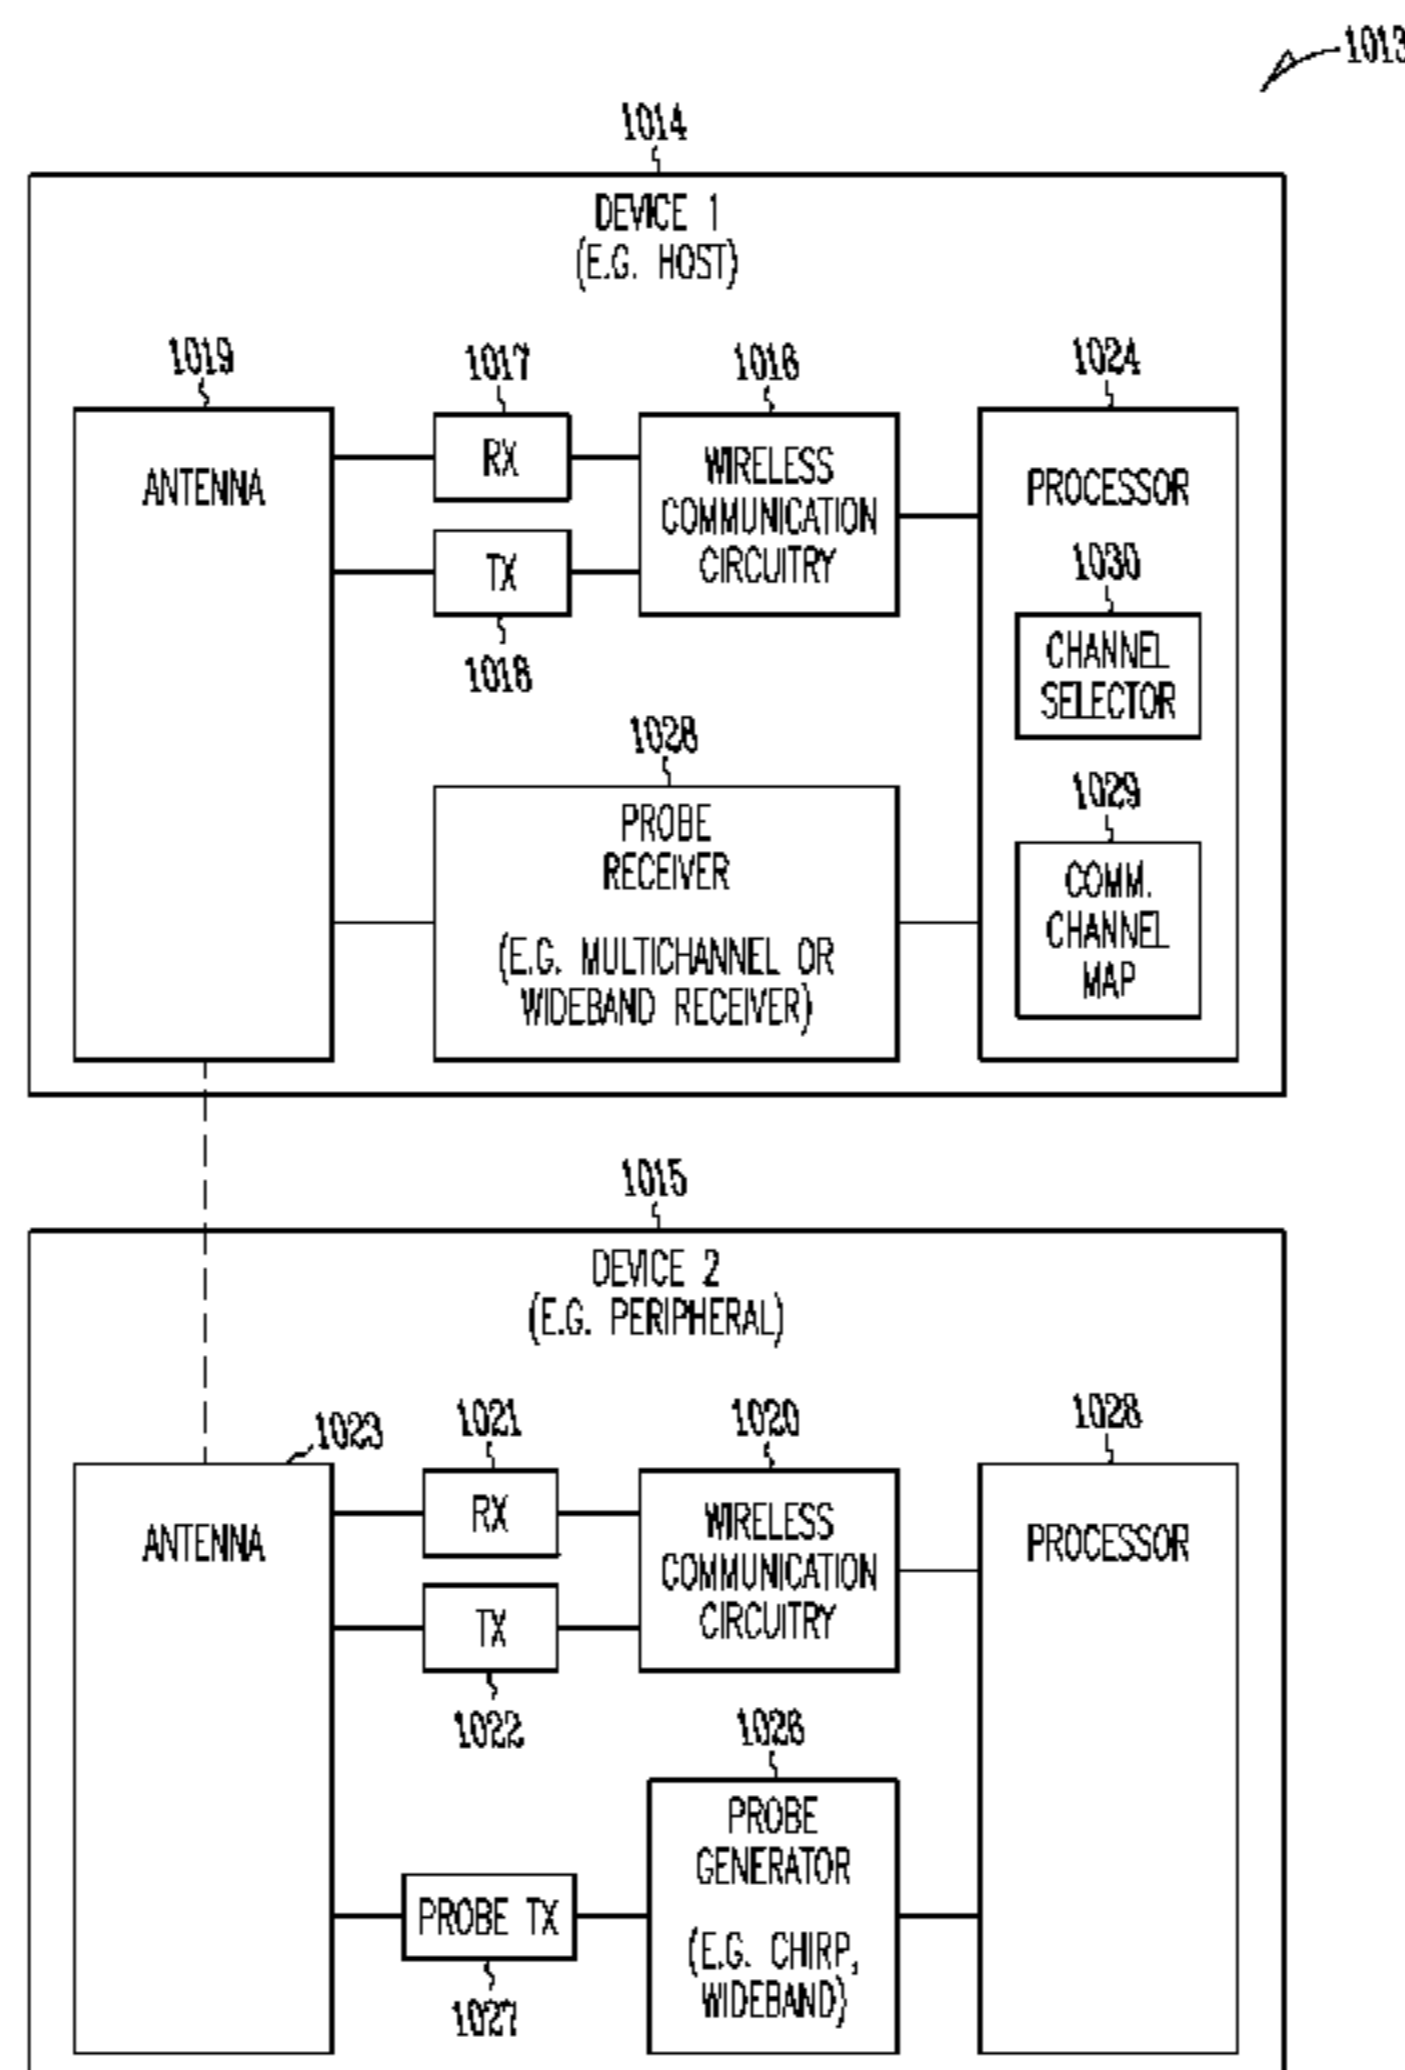 1013
1014
DEVICE 1
(E.G. HOST)
1019
1017
1016
1024
ANTENNA
RX
WIRELESS
COMMUNICATION
CIRCUITRY
PROCESSOR
TX
1018
1030
CHANNEL
SELECTOR
1028
PROBE
RECEIVER
(E.G. MULTICHANNEL OR
WIDEBAND RECEIVER)
1029
COMM.
CHANNEL
MAP
1015
DEVICE 2
(E.G. PERIPHERAL)
1023
1021
1020
1028
ANTENNA
RX
WIRELESS
COMMUNICATION
CIRCUITRY
PROCESSOR
TX
1022
1026
PROBE
GENERATOR
(E.G. CHIRP,
WIDEBAND)
PROBE TX
1027